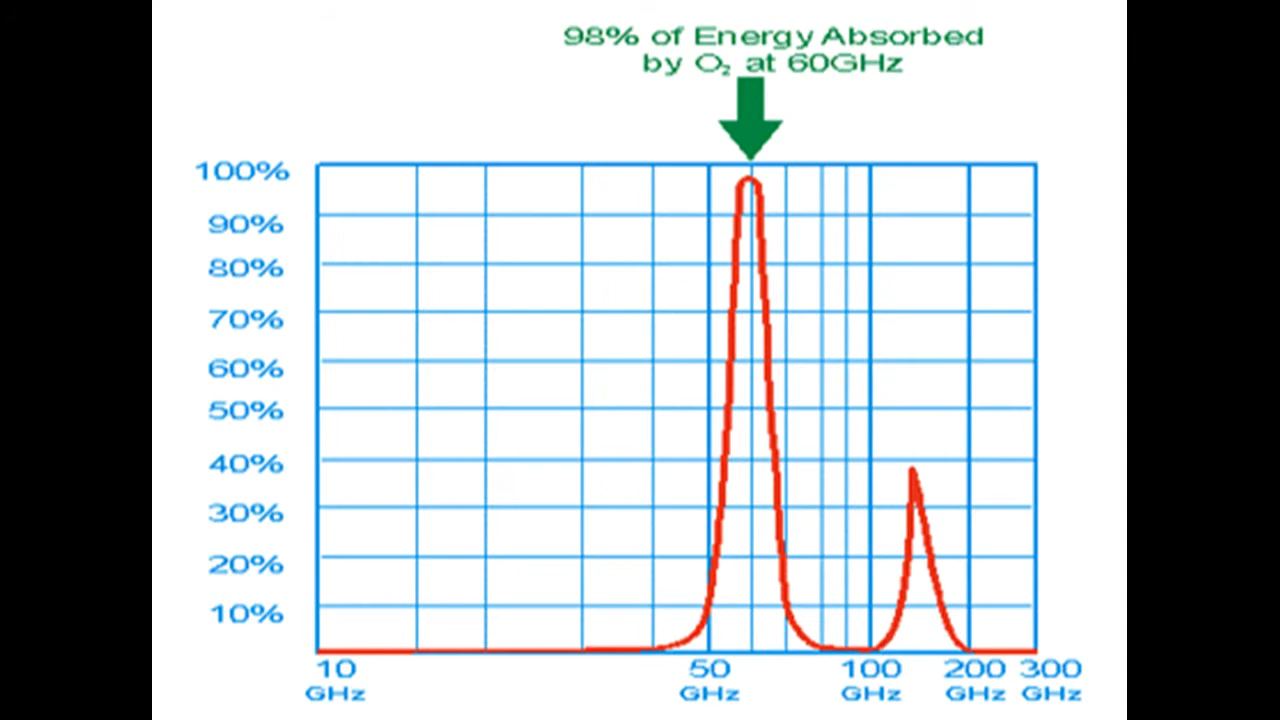 98% of Energy Absorbed
by O₂ at 60GHz
100%
90%
80%
70%
60%
50%
40%
30%
20%
10%
10 50 100 200 300
GHz GHz GHz GHz GHz